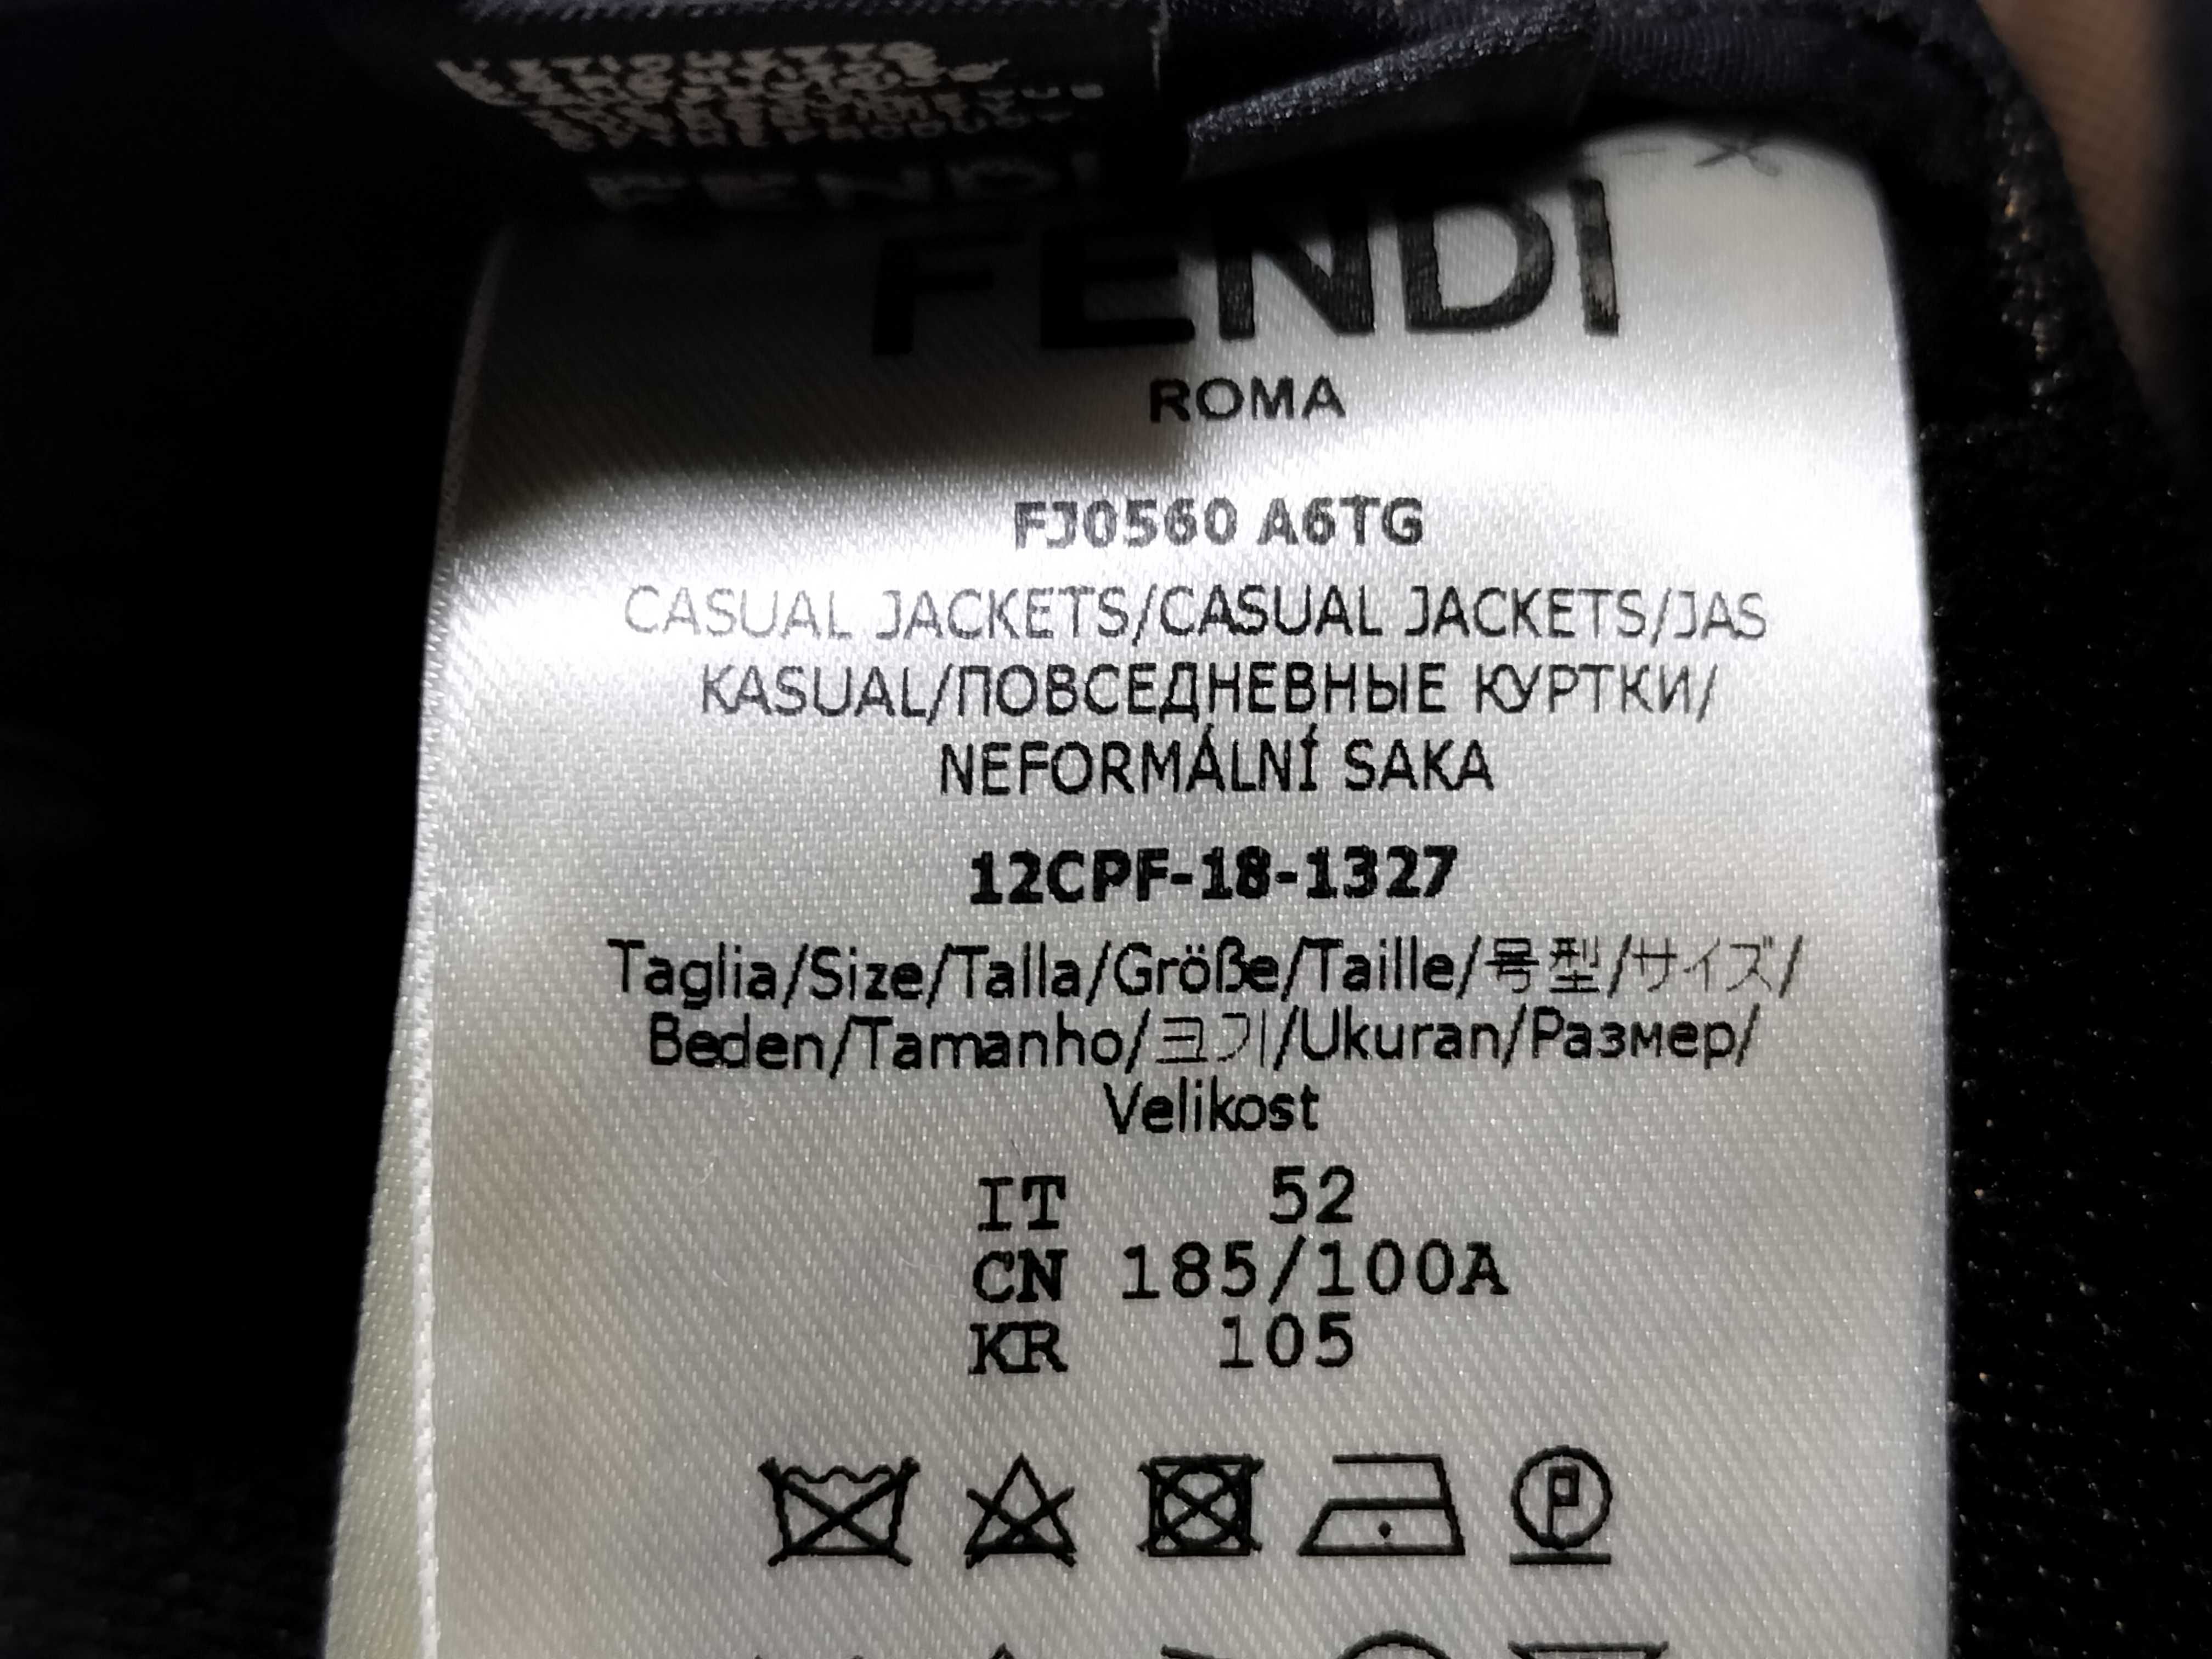 FENDI
FENDI
ROMA
FJ0560 A6TG
CASUAL JACKETS/CASUAL JACKETS/JAS
KASUAL/ПОВСЕДНЕВНЫЕ КУРТКИ/
NEFORMÁLNÍ SAKA
12CPF-18-1327
Taglia/Size/Talla/Größe/Taille/号型/サイズ/
Beden/Tamanho/크기/Ukuran/Размер/
Velikost
IT 52
CN 185/100A
KR 105
P